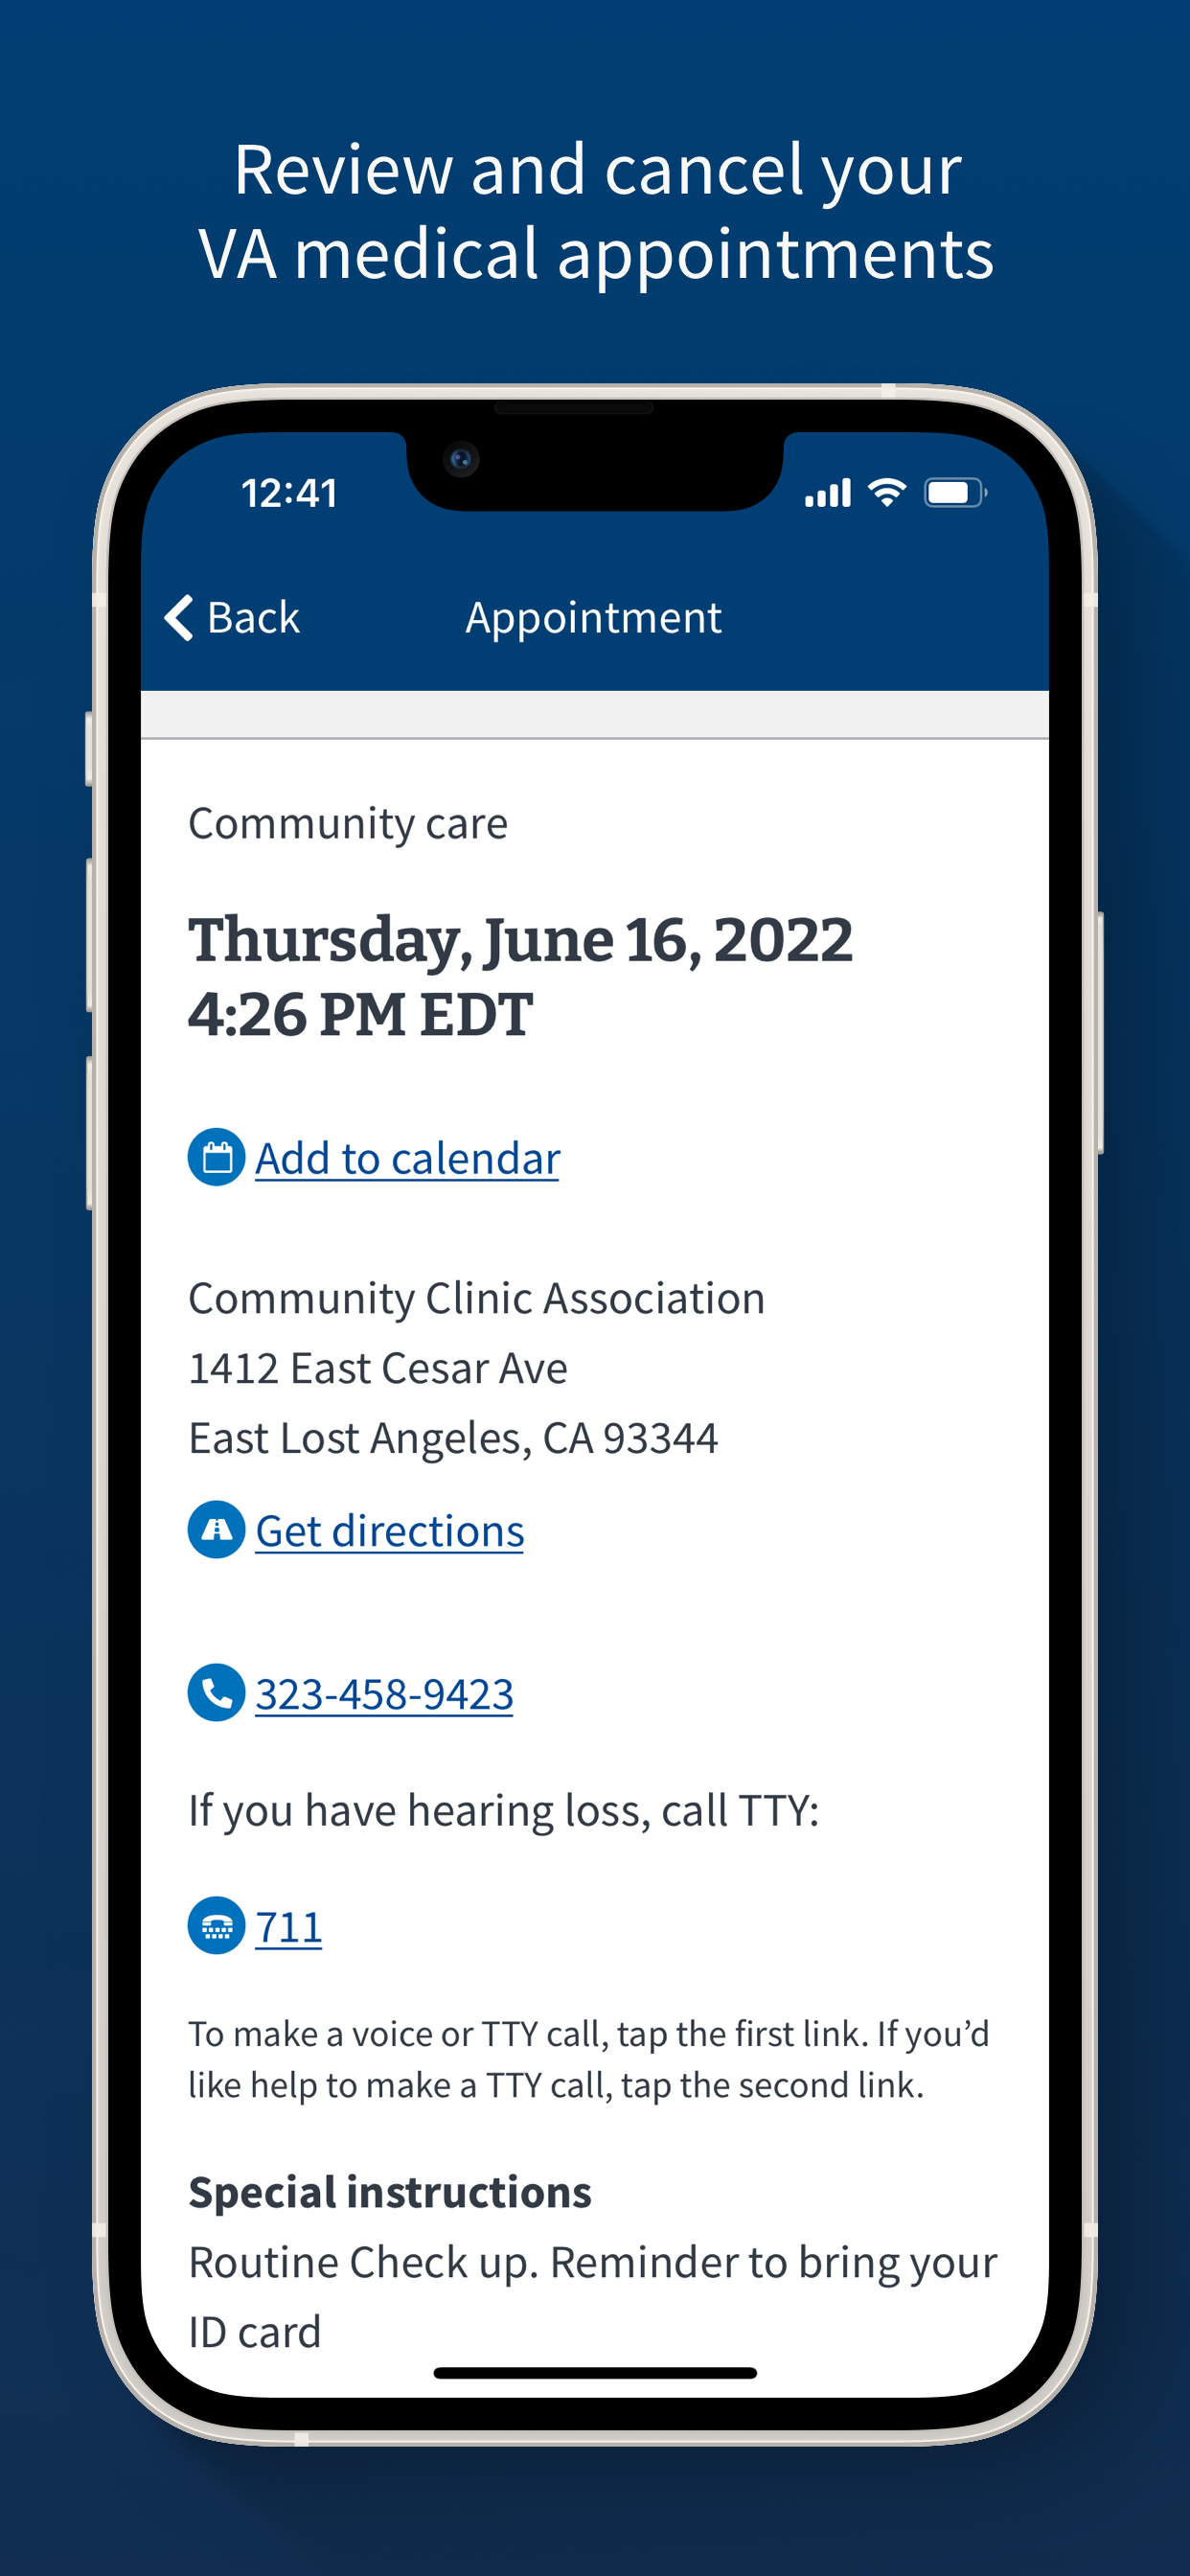 Review and cancel your
VA medical appointments
12:41
Back
Appointment
Community care
Thursday, June 16, 2022
4:26 PM EDT
Add to calendar
Community Clinic Association
1412 East Cesar Ave
East Lost Angeles, CA 93344
Get directions
323-458-9423
If you have hearing loss, call TTY:
711
To make a voice or TTY call, tap the first link. If you’d
like help to make a TTY call, tap the second link.
Special instructions
Routine Check up. Reminder to bring your
ID card